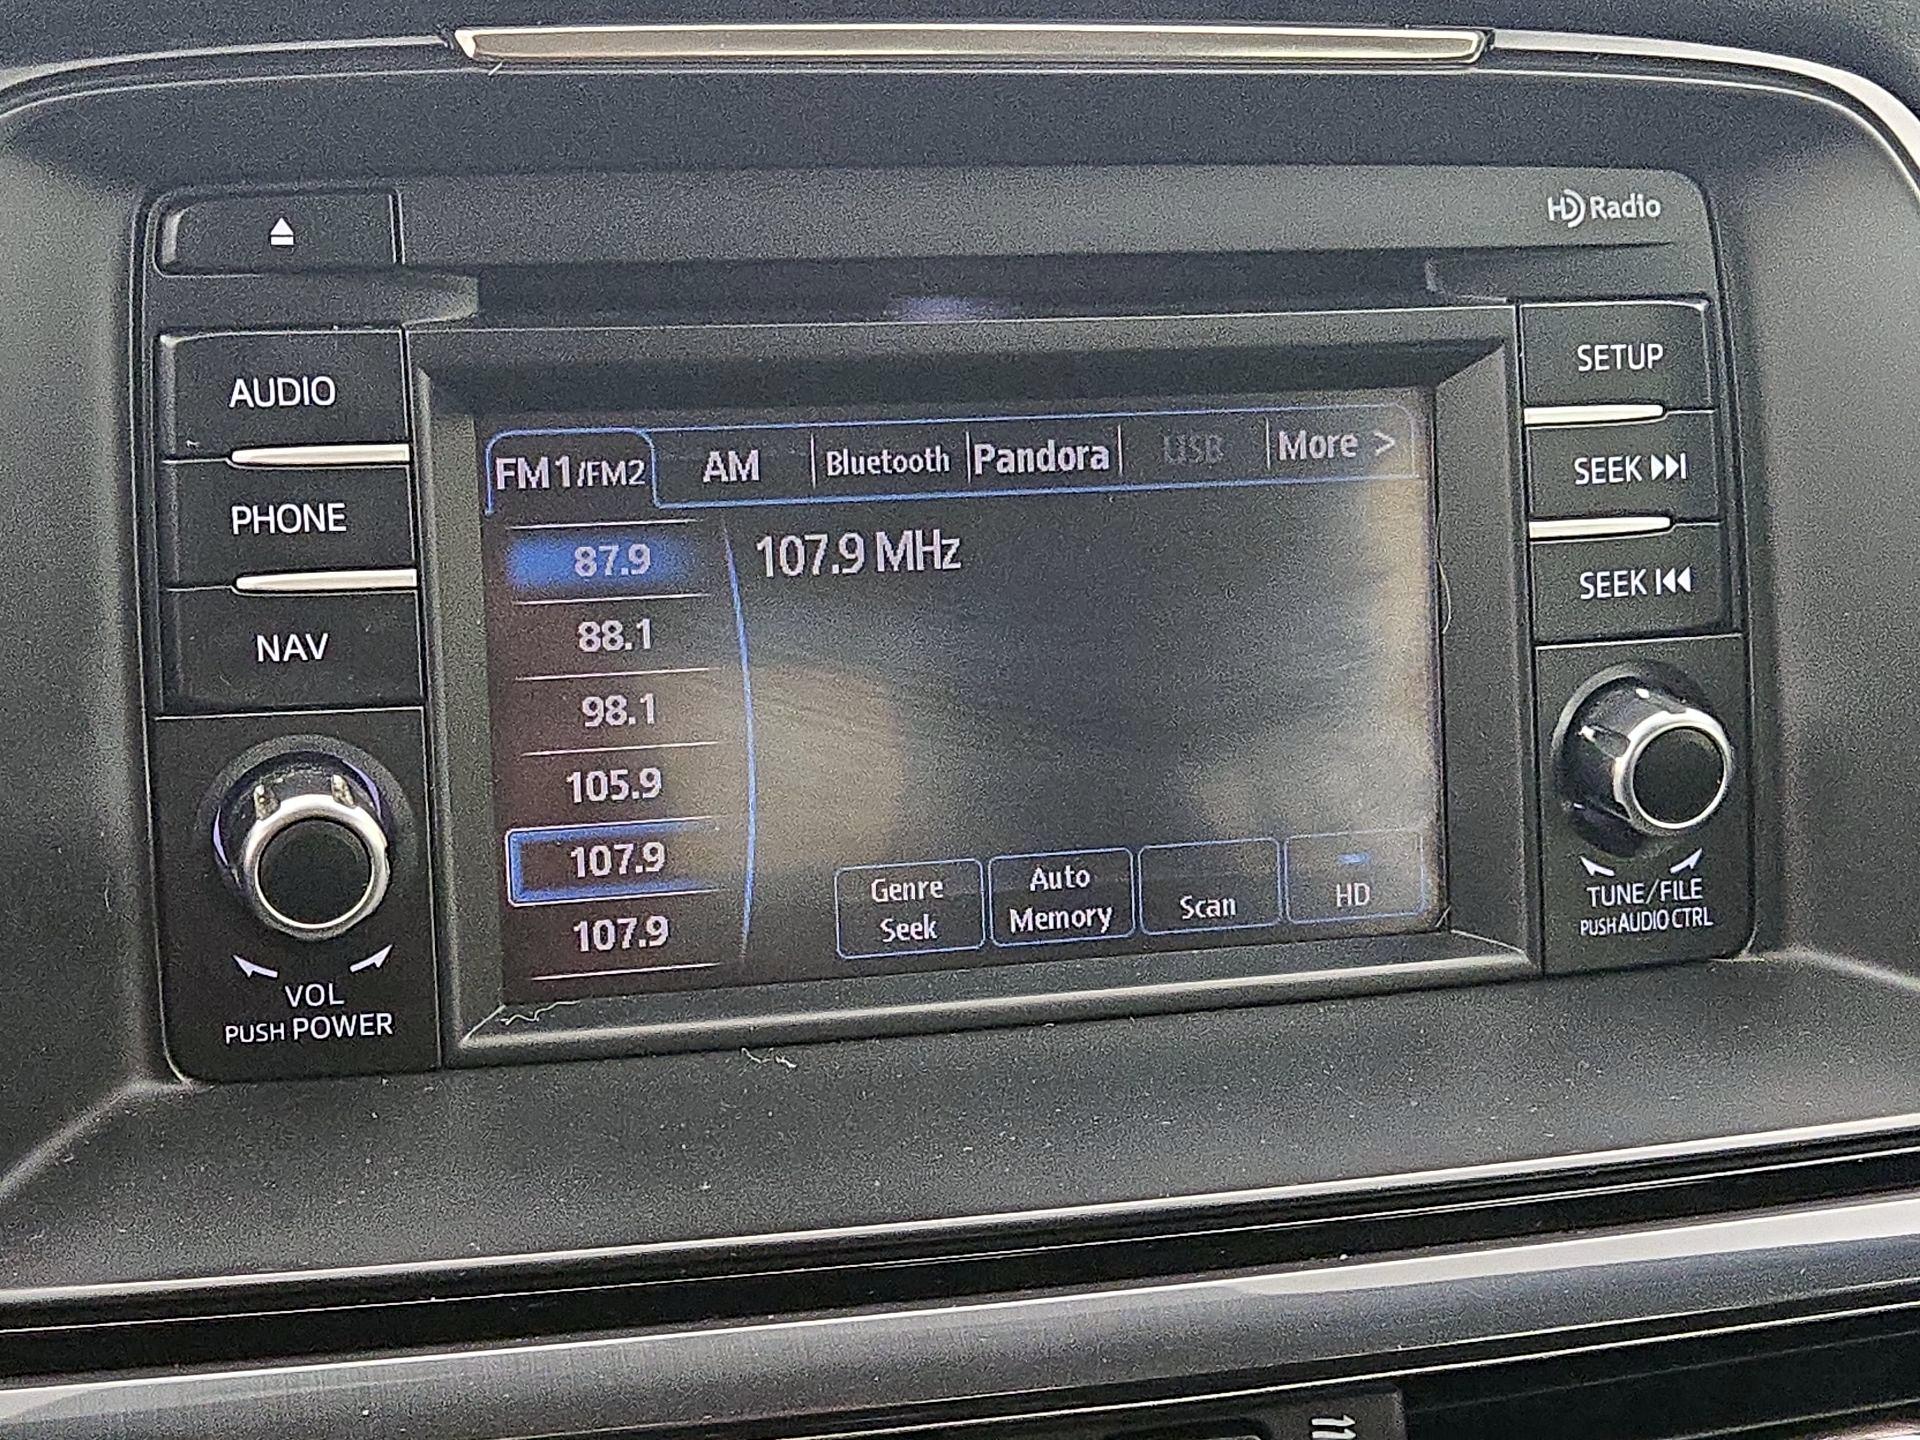 HD Radio
AUDIO
PHONE
NAV
VOL
PUSH POWER
FM1/FM2 AM Bluetooth Pandora USB More >
87.9
88.1
98.1
105.9
107.9
107.9
107.9 MHz
Genre
Seek
Auto
Memory
Scan
HD
SETUP
SEEK
SEEK
TUNE/FILE
PUSH AUDIO CTRL
11